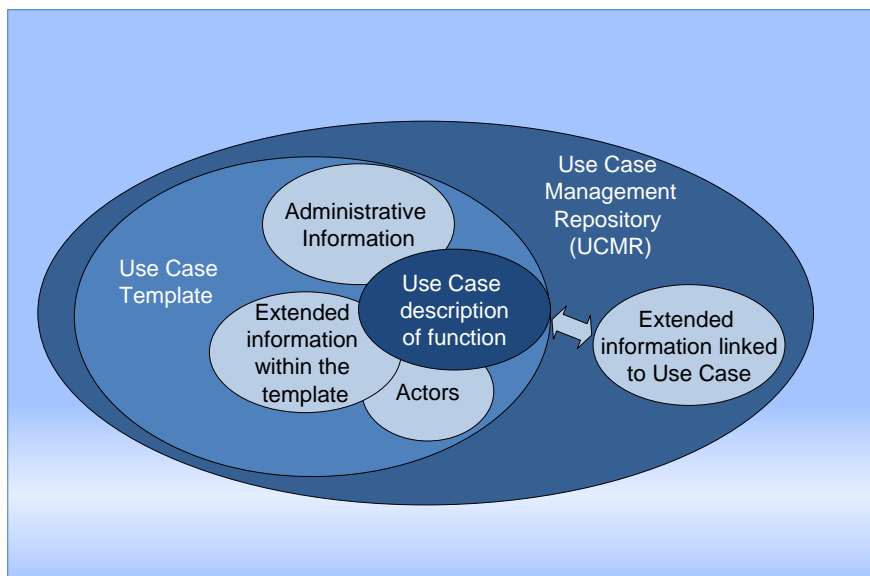 Use Case
Management
Repository
(UCMR)
Administrative
Information
Use Case
Template
Use Case
description
of function
Extended
information
within the
template
Actors
Extended
information linked
to Use Case